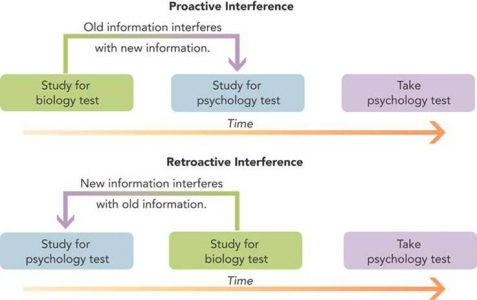 Proactive Interference
Old information interferes
with new information.
Study for
biology test
Study for
psychology test
Take
psychology test
Time
Retroactive Interference
New information interferes
with old information.
Study for
psychology test
Study for
biology test
Take
psychology test
Time